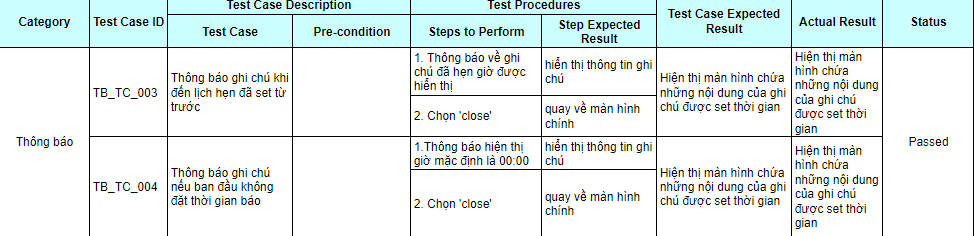 Test Case Description
Test Procedures
Category
Test Case ID
Test Case
Pre-condition
Steps to Perform
Step Expected
Result
Test Case Expected
Result
Actual Result
Status
Thông báo
TB_TC_003
Thông báo ghi chú khi
đến lịch hẹn đã set từ
trước
1. Thông báo về ghi
chú đã hẹn giờ được
hiển thị
hiển thị thông tin ghi
chú
2. Chọn 'close'
quay về màn hình
chính
Hiện thị màn hình chứa
những nội dung của ghi
chú được set thời gian
Hiện thị màn
hình chứa
những nội dung
của ghi chú
được set thời
gian
Passed
TB_TC_004
Thông báo ghi chú
nếu ban đầu không
đặt thời gian báo
1.Thông báo hiện thị
giờ mặc định là 00:00
hiển thị thông tin ghi
chú
2. Chọn 'close'
quay về màn hình
chính
Hiện thị màn hình chứa
những nội dung của ghi
chú được set thời gian
Hiện thị màn
hình chứa
những nội dung
của ghi chú
được set thời
gian